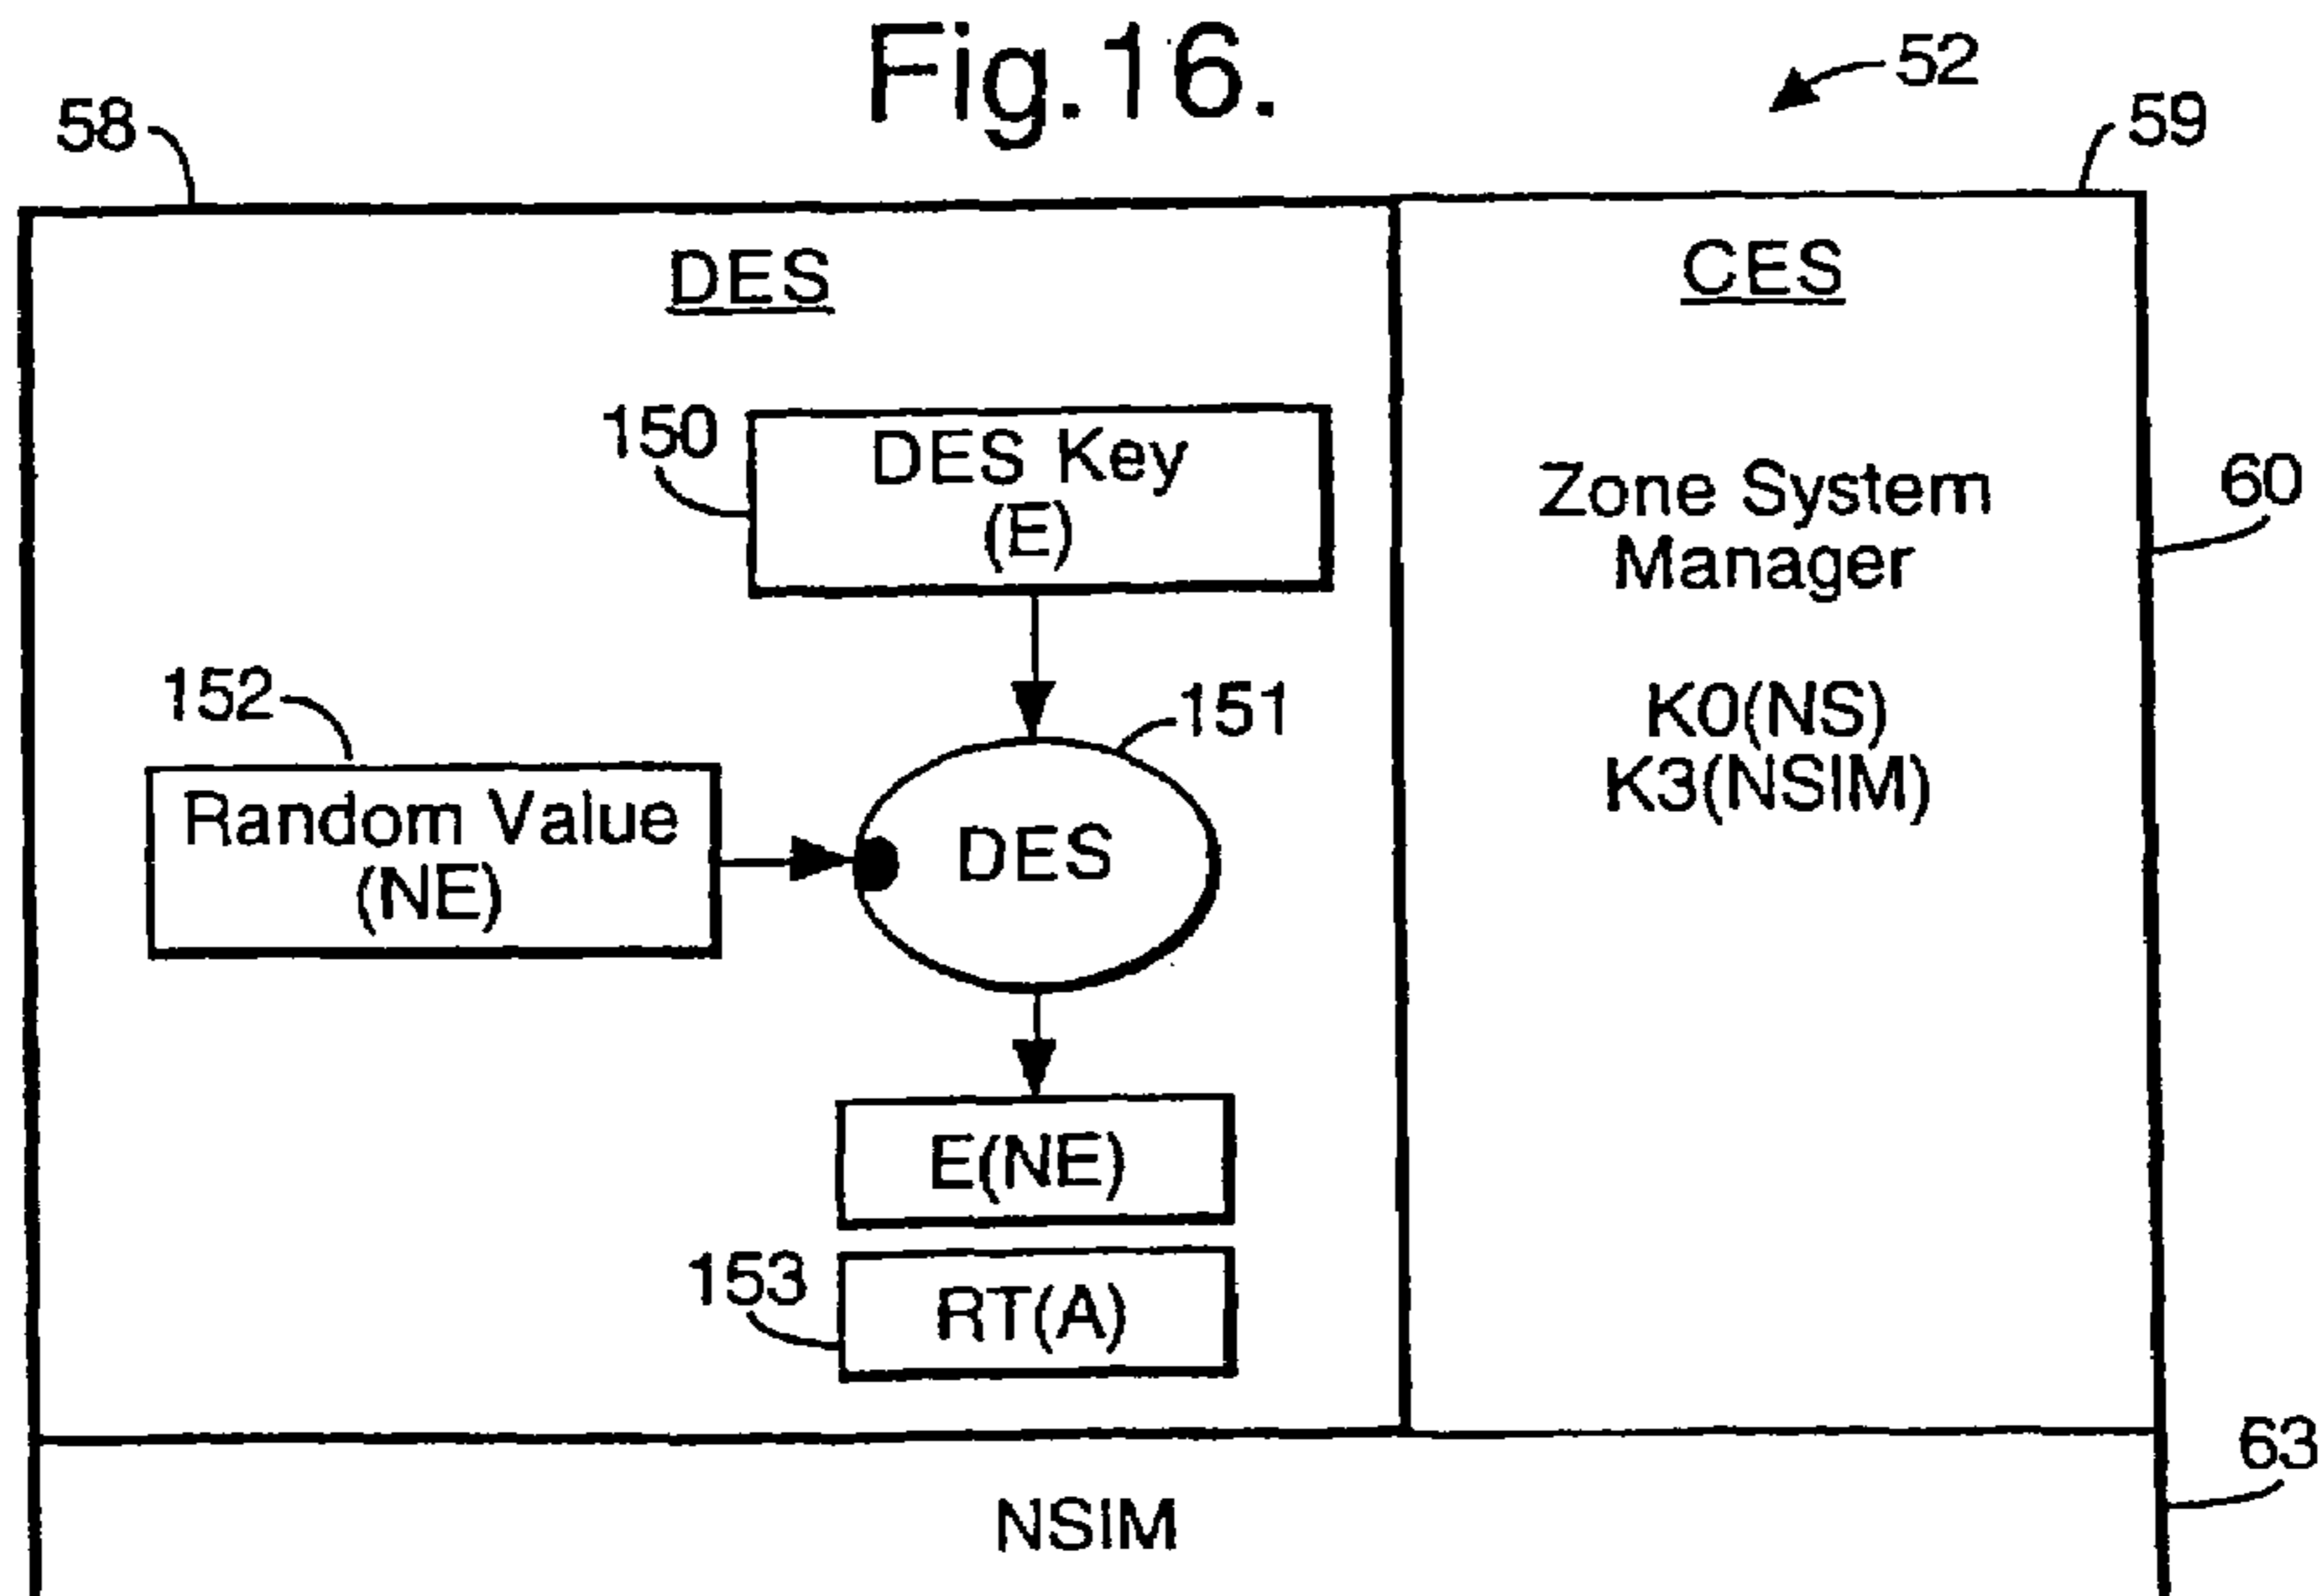 Fig.16.
52
58
59
DES
CES
150
DES Key
(E)
Zone System
Manager
60
152
151
K0(NS)
K3(NSIM)
Random Value
(NE)
DES
E(NE)
153
RT(A)
63
NSIM